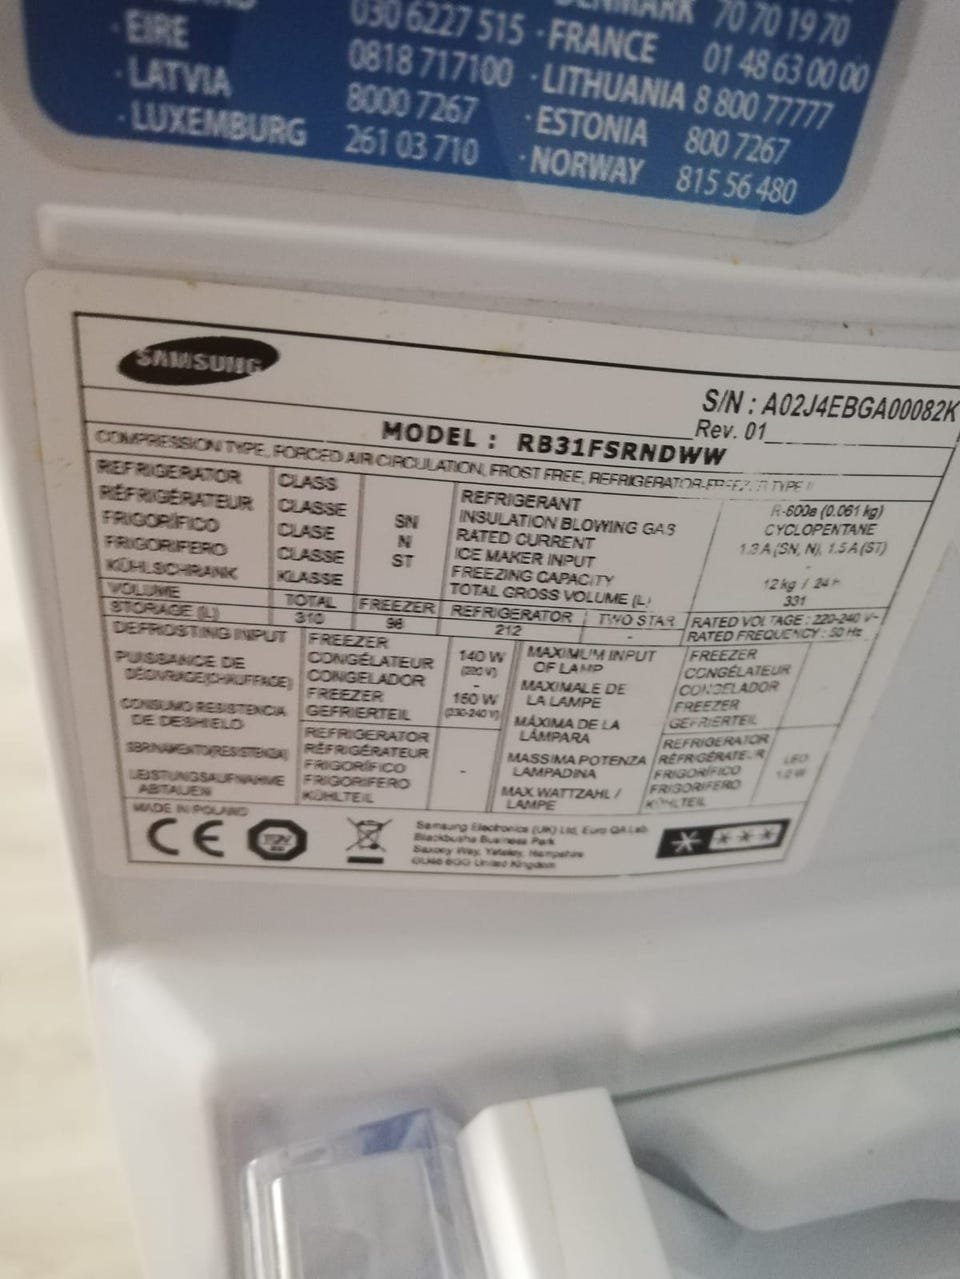 DENMARK 70 70 19 70
EIRE 0818 717100
FRANCE 01 48 63 00 00
030 6227 515
LATVIA 8000 7267
LITHUANIA 8 800 77777
LUXEMBURG 261 03 710
ESTONIA 800 7267
NORWAY 815 56 480
SAMSUNG
S/N : A02J4EBGA00082K
Rev. 01
MODEL : RB31FSRNDWW
COMPRESSION TYPE, FORCED AIR CIRCULATION, FROST FREE, REFRIGERATOR-FREEZER TYPE I
REFRIGERATOR CLASS
RÉFRIGÉRATEUR CLASSE
FRIGORÍFICO CLASE
FRIGORIFERO CLASSE
KÜHLSCHRANK KLASSE
SN
N
ST
REFRIGERANT R-600a (0.061 kg)
INSULATION BLOWING GAS CYCLOPENTANE
RATED CURRENT 1.3 A (SN, N), 1.5 A (ST)
ICE MAKER INPUT -
FREEZING CAPACITY 12 kg / 24 h
TOTAL GROSS VOLUME (L) 331
VOLUME TOTAL FREEZER REFRIGERATOR TWO STAR
STORAGE (L) 310 98 212 -
RATED VOLTAGE : 220-240 V~
RATED FREQUENCY : 50 Hz
DEFROSTING INPUT
PUISSANCE DE
DÉGIVRAGE(CHAUFFAGE)
CONSUMO RESISTENCIA
DE DESHIELO
SBRINAMENTO(RESISTENZA)
LEISTUNGSAUFNAHME
ABTAUEN
FREEZER
CONGÉLATEUR
CONGELADOR
FREEZER
GEFRIERTEIL
140 W
(220 V)
-
160 W
(230-240 V)
REFRIGERATOR
RÉFRIGÉRATEUR
FRIGORÍFICO
FRIGORIFERO
KÜHLTEIL
-
MAXIMUM INPUT
OF LAMP
MAXIMALE DE
LA LAMPE
MÁXIMA DE LA
LÁMPARA
MASSIMA POTENZA
LAMPADINA
MAX. WATTZAHL /
LAMPE
FREEZER
CONGÉLATEUR
CONGELADOR
FREEZER
GEFRIERTEIL
REFRIGERATOR
RÉFRIGÉRATEUR
FRIGORÍFICO
FRIGORIFERO
KÜHLTEIL
LED
MADE IN POLAND
CE
Samsung Electronics (UK) Ltd, Euro QA Lab
Blackbushe Business Park
Saxony Way, Yateley, Hampshire
GU46 6GG United Kingdom